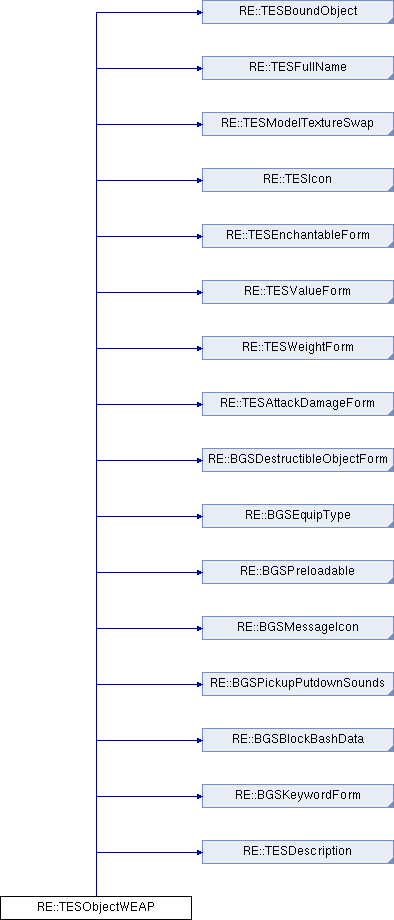 RE::TESBoundObject
RE::TESFullName
RE::TESModelTextureSwap
RE::TESIcon
RE::TESEnchantableForm
RE::TESValueForm
RE::TESWeightForm
RE::TESAttackDamageForm
RE::BGSDestructibleObjectForm
RE::BGSEquipType
RE::BGSPreloadable
RE::BGSMessageIcon
RE::BGSPickupPutdownSounds
RE::BGSBlockBashData
RE::BGSKeywordForm
RE::TESDescription
RE::TESObjectWEAP